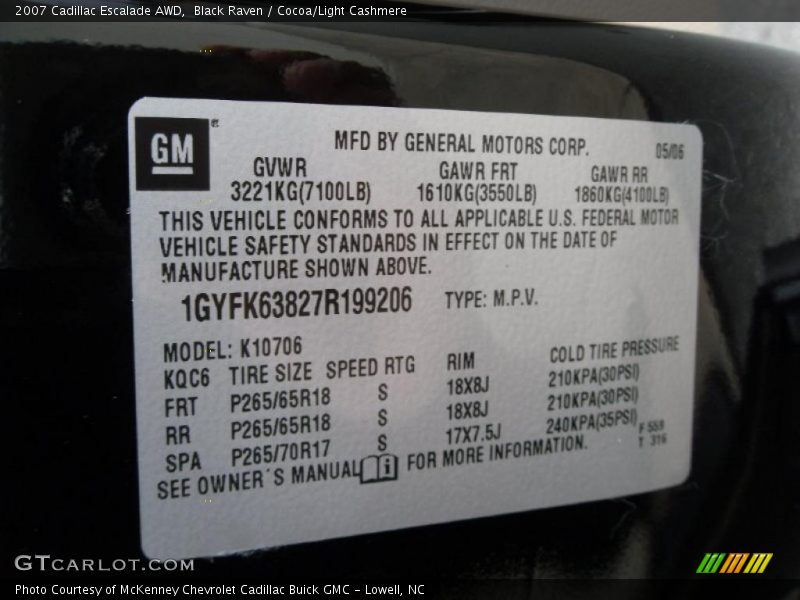 2007 Cadillac Escalade AWD, Black Raven / Cocoa/Light Cashmere
GM®
MFD BY GENERAL MOTORS CORP. 05/06
GVWR GAWR FRT GAWR RR
3221KG(7100LB) 1610KG(3550LB) 1860KG(4100LB)
THIS VEHICLE CONFORMS TO ALL APPLICABLE U.S. FEDERAL MOTOR
VEHICLE SAFETY STANDARDS IN EFFECT ON THE DATE OF
MANUFACTURE SHOWN ABOVE.
1GYFK63827R199206 TYPE: M.P.V.
MODEL: K10706
KQC6 TIRE SIZE SPEED RTG RIM COLD TIRE PRESSURE
FRT P265/65R18 S 18X8J 210KPA(30PSI)
RR P265/65R18 S 18X8J 210KPA(30PSI)
SPA P265/70R17 S 17X7.5J 240KPA(35PSI)
F 559
T 316
SEE OWNER'S MANUAL FOR MORE INFORMATION.
GTCARLOT.COM
Photo Courtesy of McKenney Chevrolet Cadillac Buick GMC - Lowell, NC